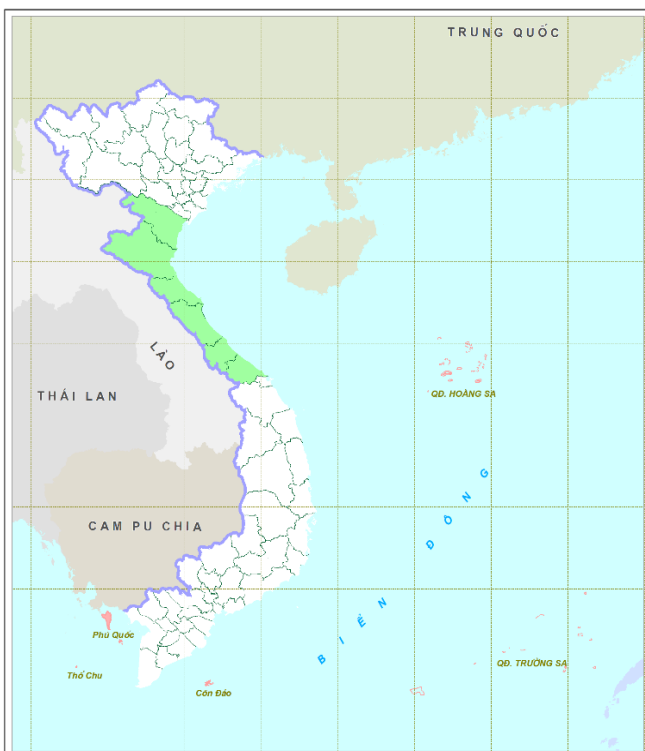 TRUNG QUỐC
LÀO
THÁI LAN
QĐ. HOÀNG SA
CAM PU CHIA
BIỂN ĐÔNG
Phú Quốc
QĐ. TRƯỜNG SA
Thổ Chu
Côn Đảo